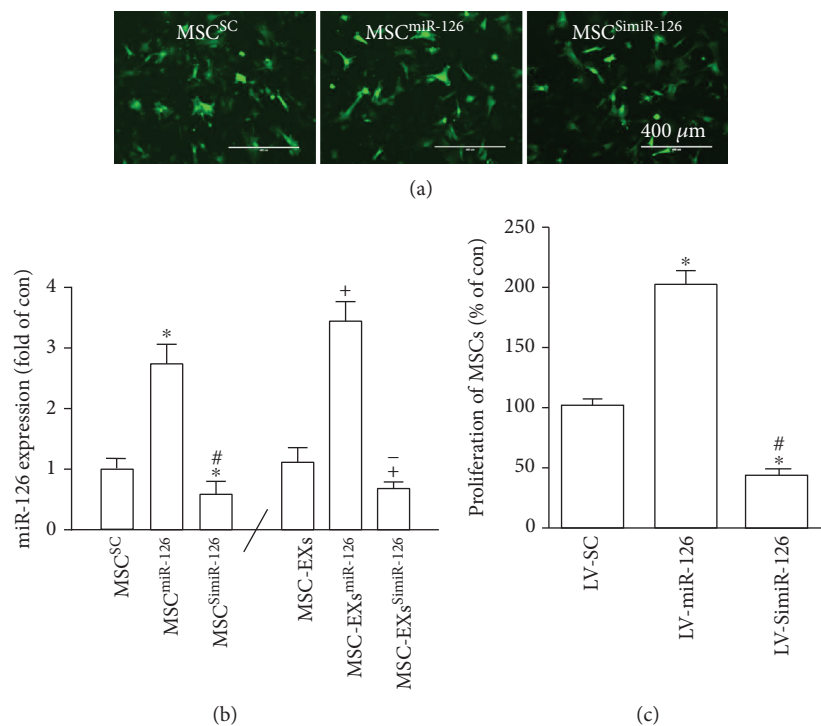 MSC^SC
MSC^miR-126
MSC^SimiR-126
400 µm
(a)
miR-126 expression (fold of con)
4
3
2
1
0
*
#
*
+
−
+
MSC^SC
MSC^miR-126
MSC^SimiR-126
MSC-EXs
MSC-EXs^miR-126
MSC-EXs^SimiR-126
(b)
Proliferation of MSCs (% of con)
250
200
150
100
50
0
*
#
*
LV-SC
LV-miR-126
LV-SimiR-126
(c)